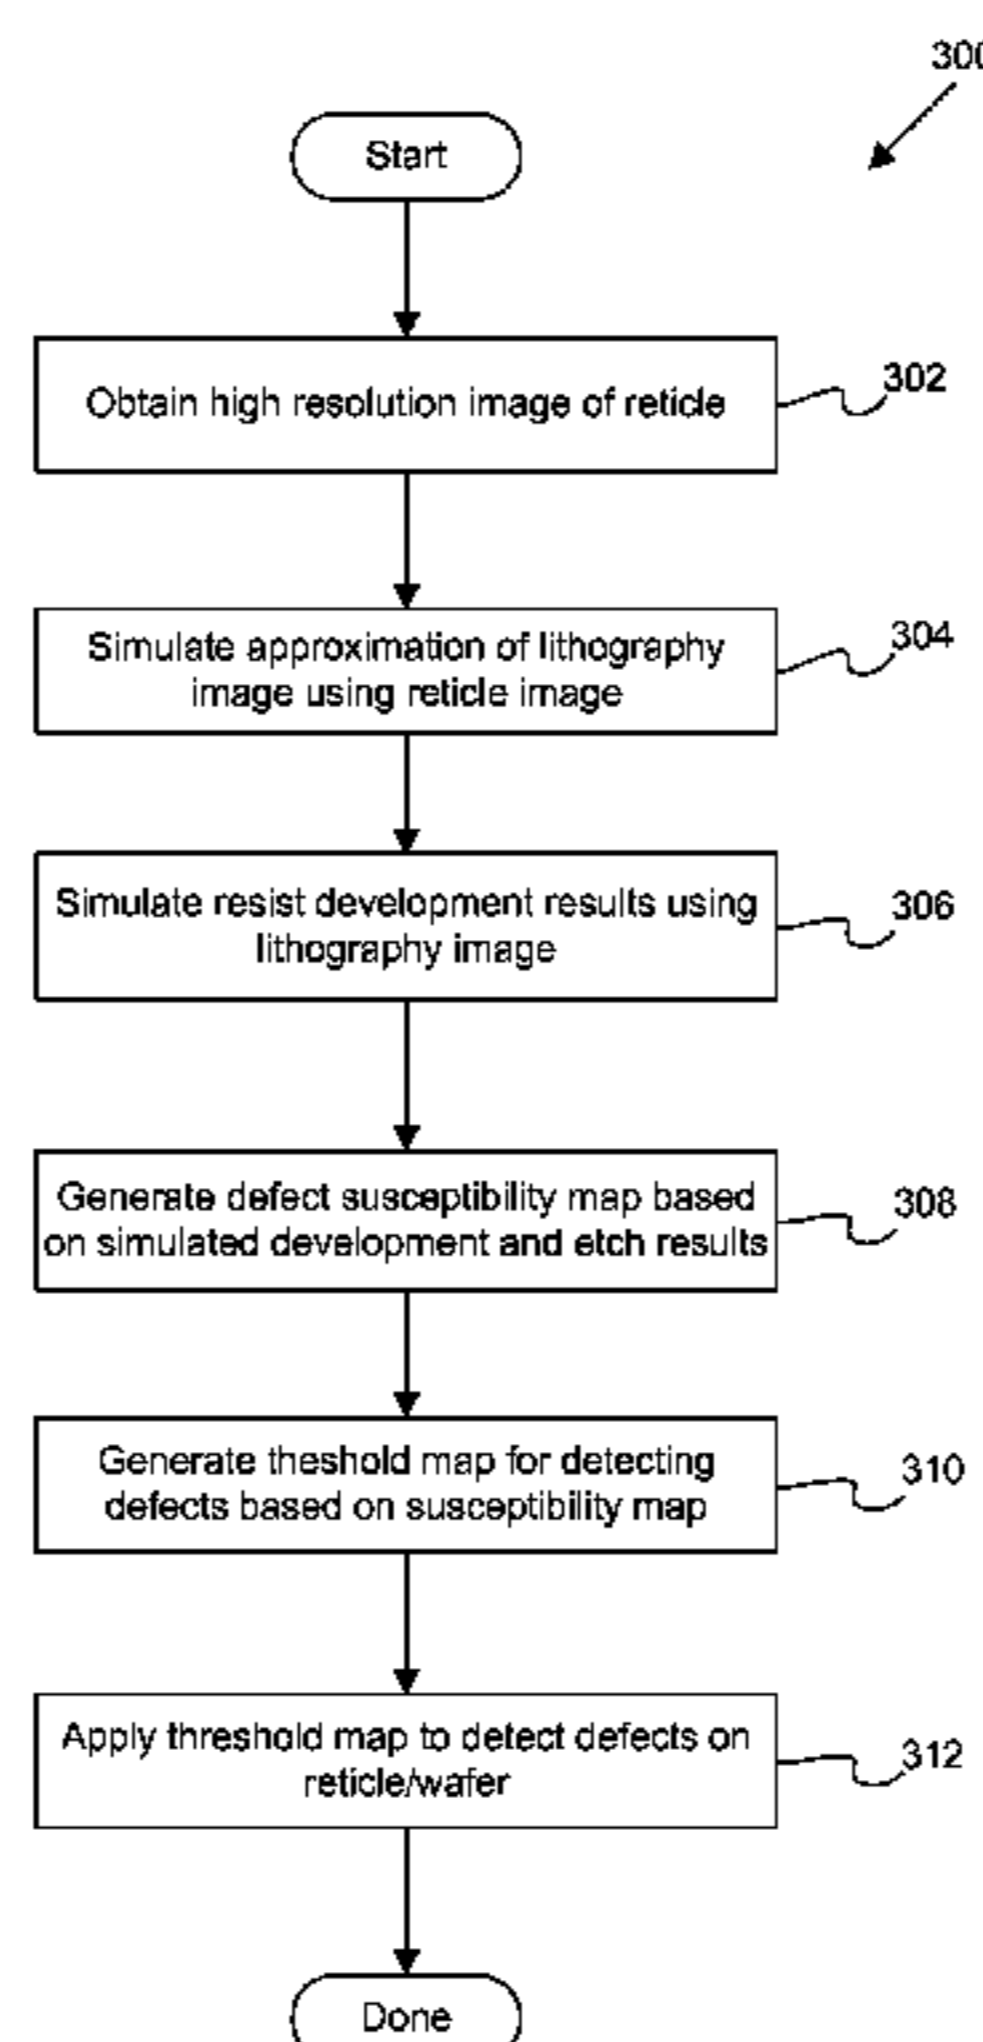 300
Start
Obtain high resolution image of reticle
302
Simulate approximation of lithography
image using reticle image
304
Simulate resist development results using
lithography image
306
Generate defect susceptibility map based
on simulated development and etch results
308
Generate theshold map for detecting
defects based on susceptibility map
310
Apply threshold map to detect defects on
reticle/wafer
312
Done